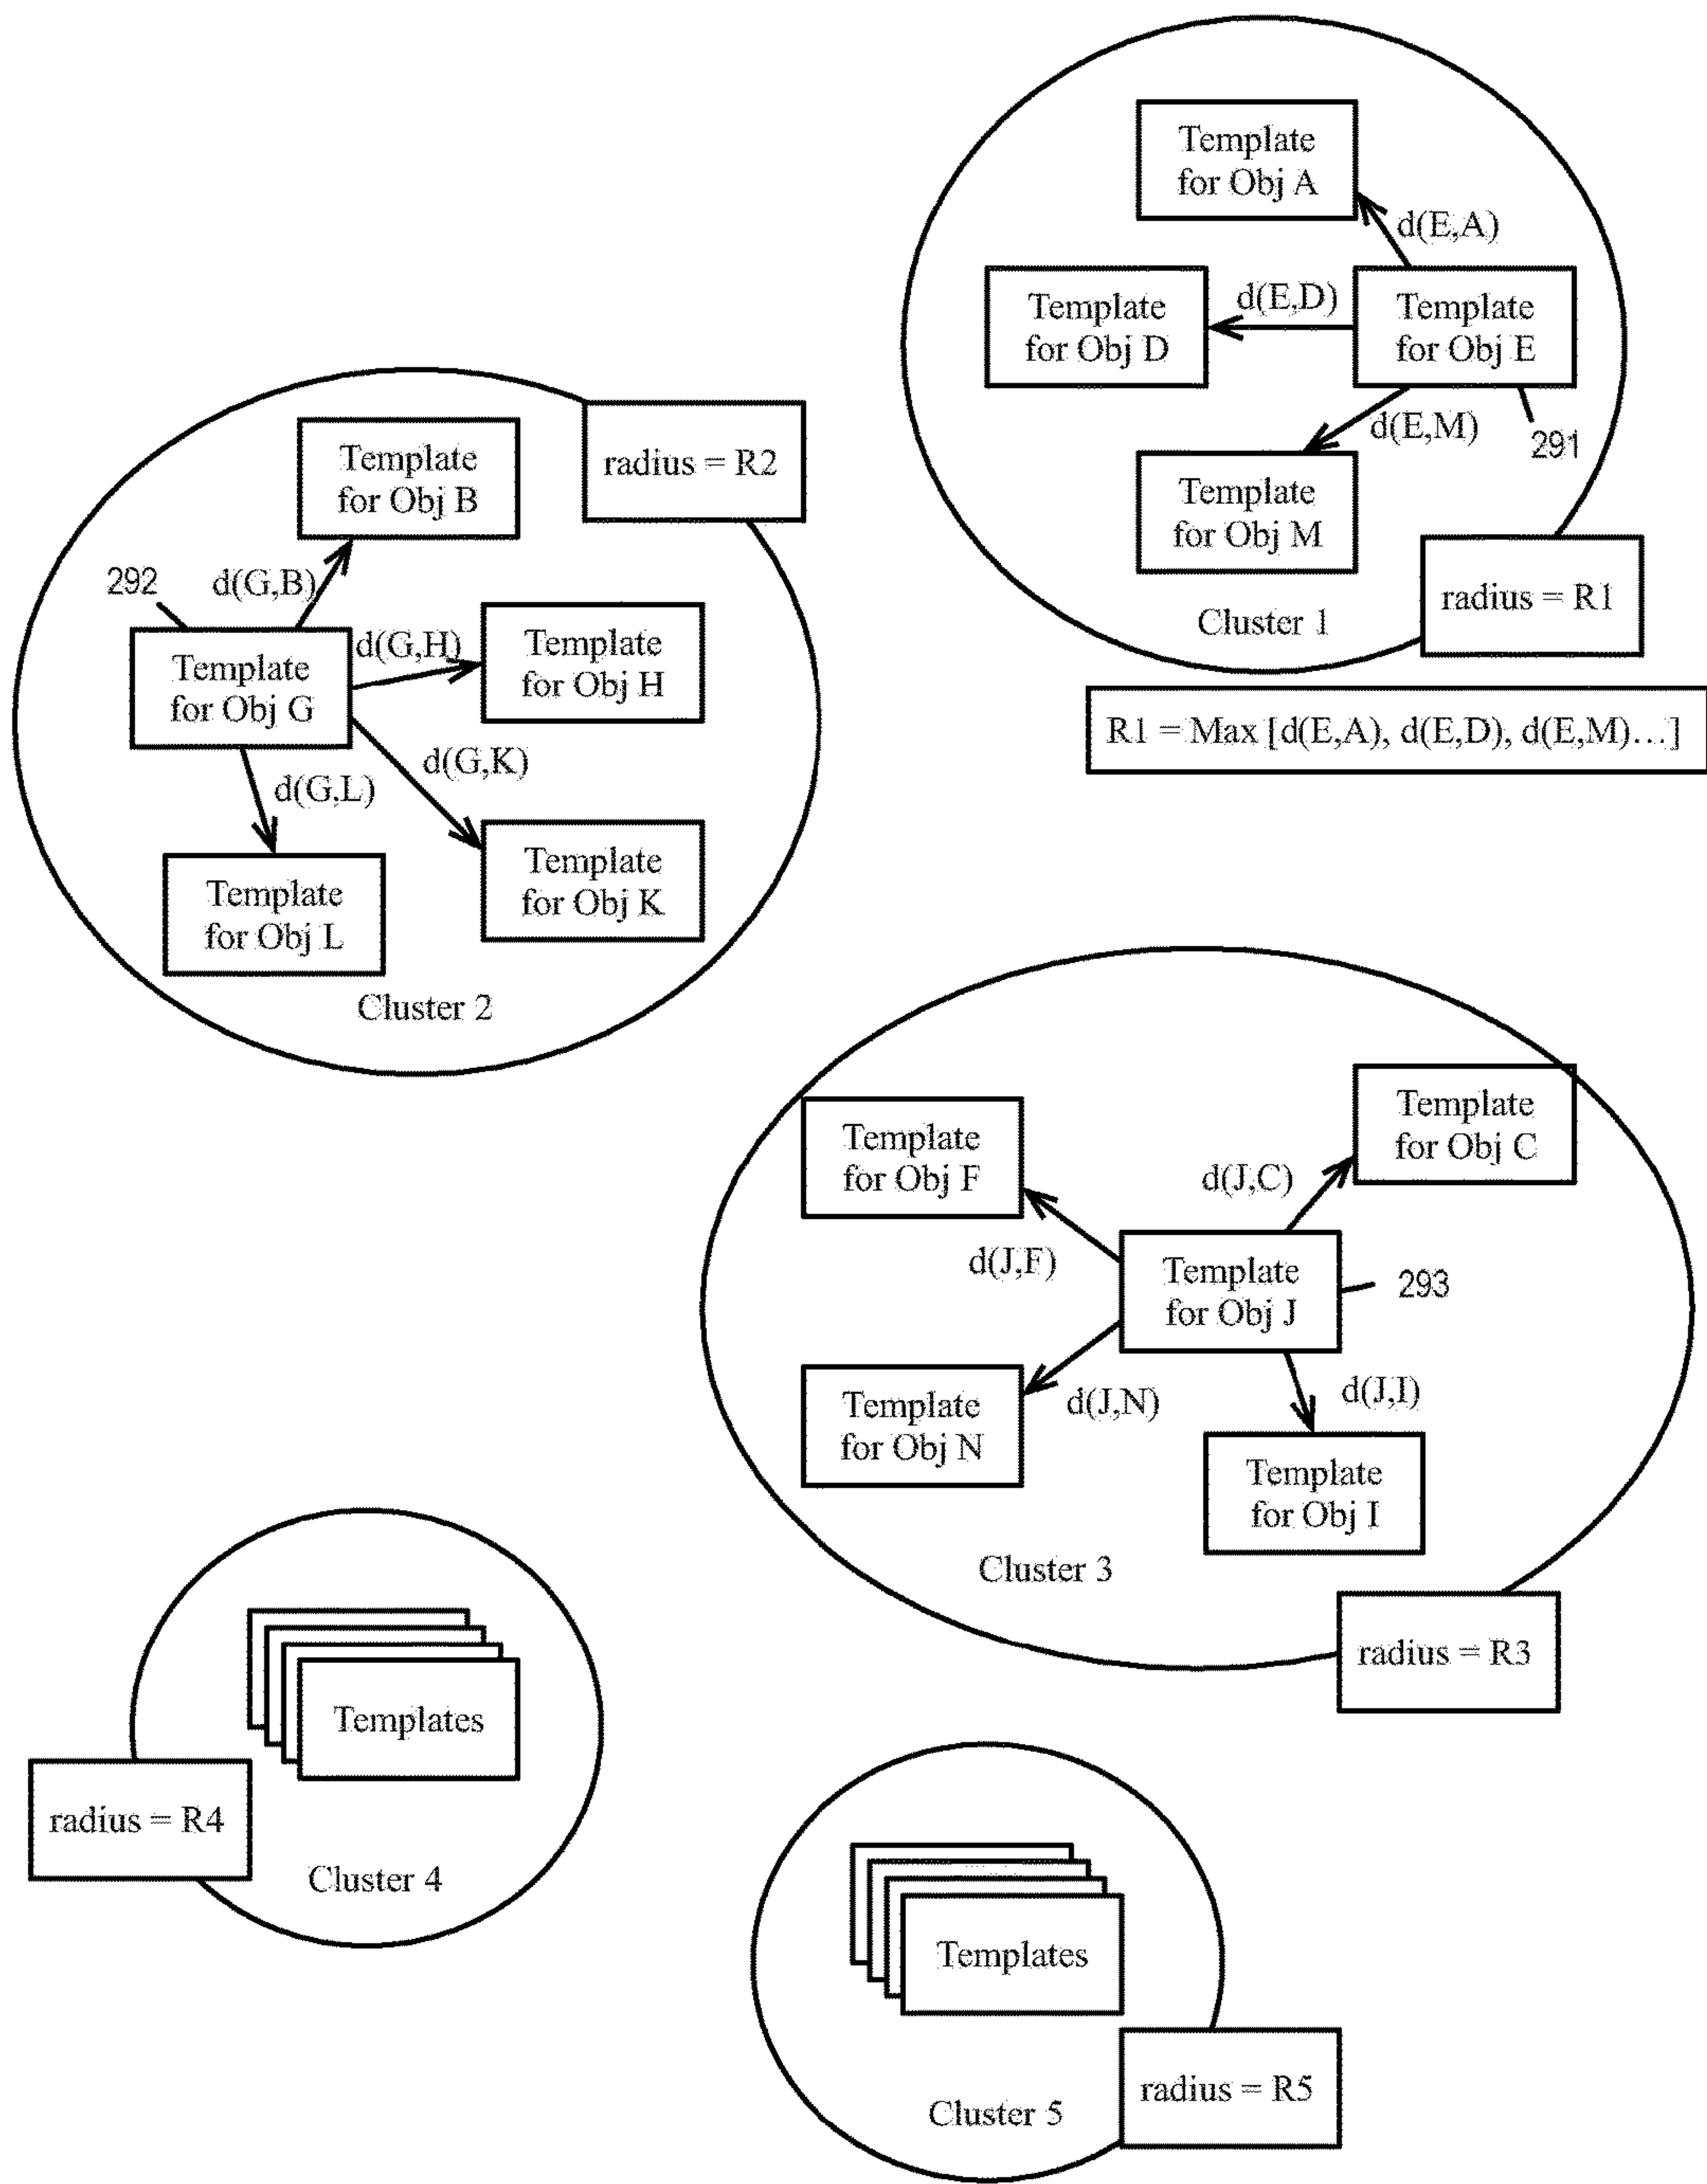 Template
for Obj A
d(E,A)
Template
for Obj D
d(E,D)
Template
for Obj E
d(E,M)
291
Template
for Obj M
Cluster 1
radius = R1
R1 = Max [d(E,A), d(E,D), d(E,M)…]
Template
for Obj B
radius = R2
292
d(G,B)
Template
for Obj G
d(G,H)
Template
for Obj H
d(G,K)
d(G,L)
Template
for Obj L
Template
for Obj K
Cluster 2
Template
for Obj F
Template
for Obj C
d(J,C)
d(J,F)
Template
for Obj J
293
Template
for Obj N
d(J,N)
d(J,I)
Template
for Obj I
Cluster 3
radius = R3
Templates
radius = R4
Cluster 4
Templates
radius = R5
Cluster 5